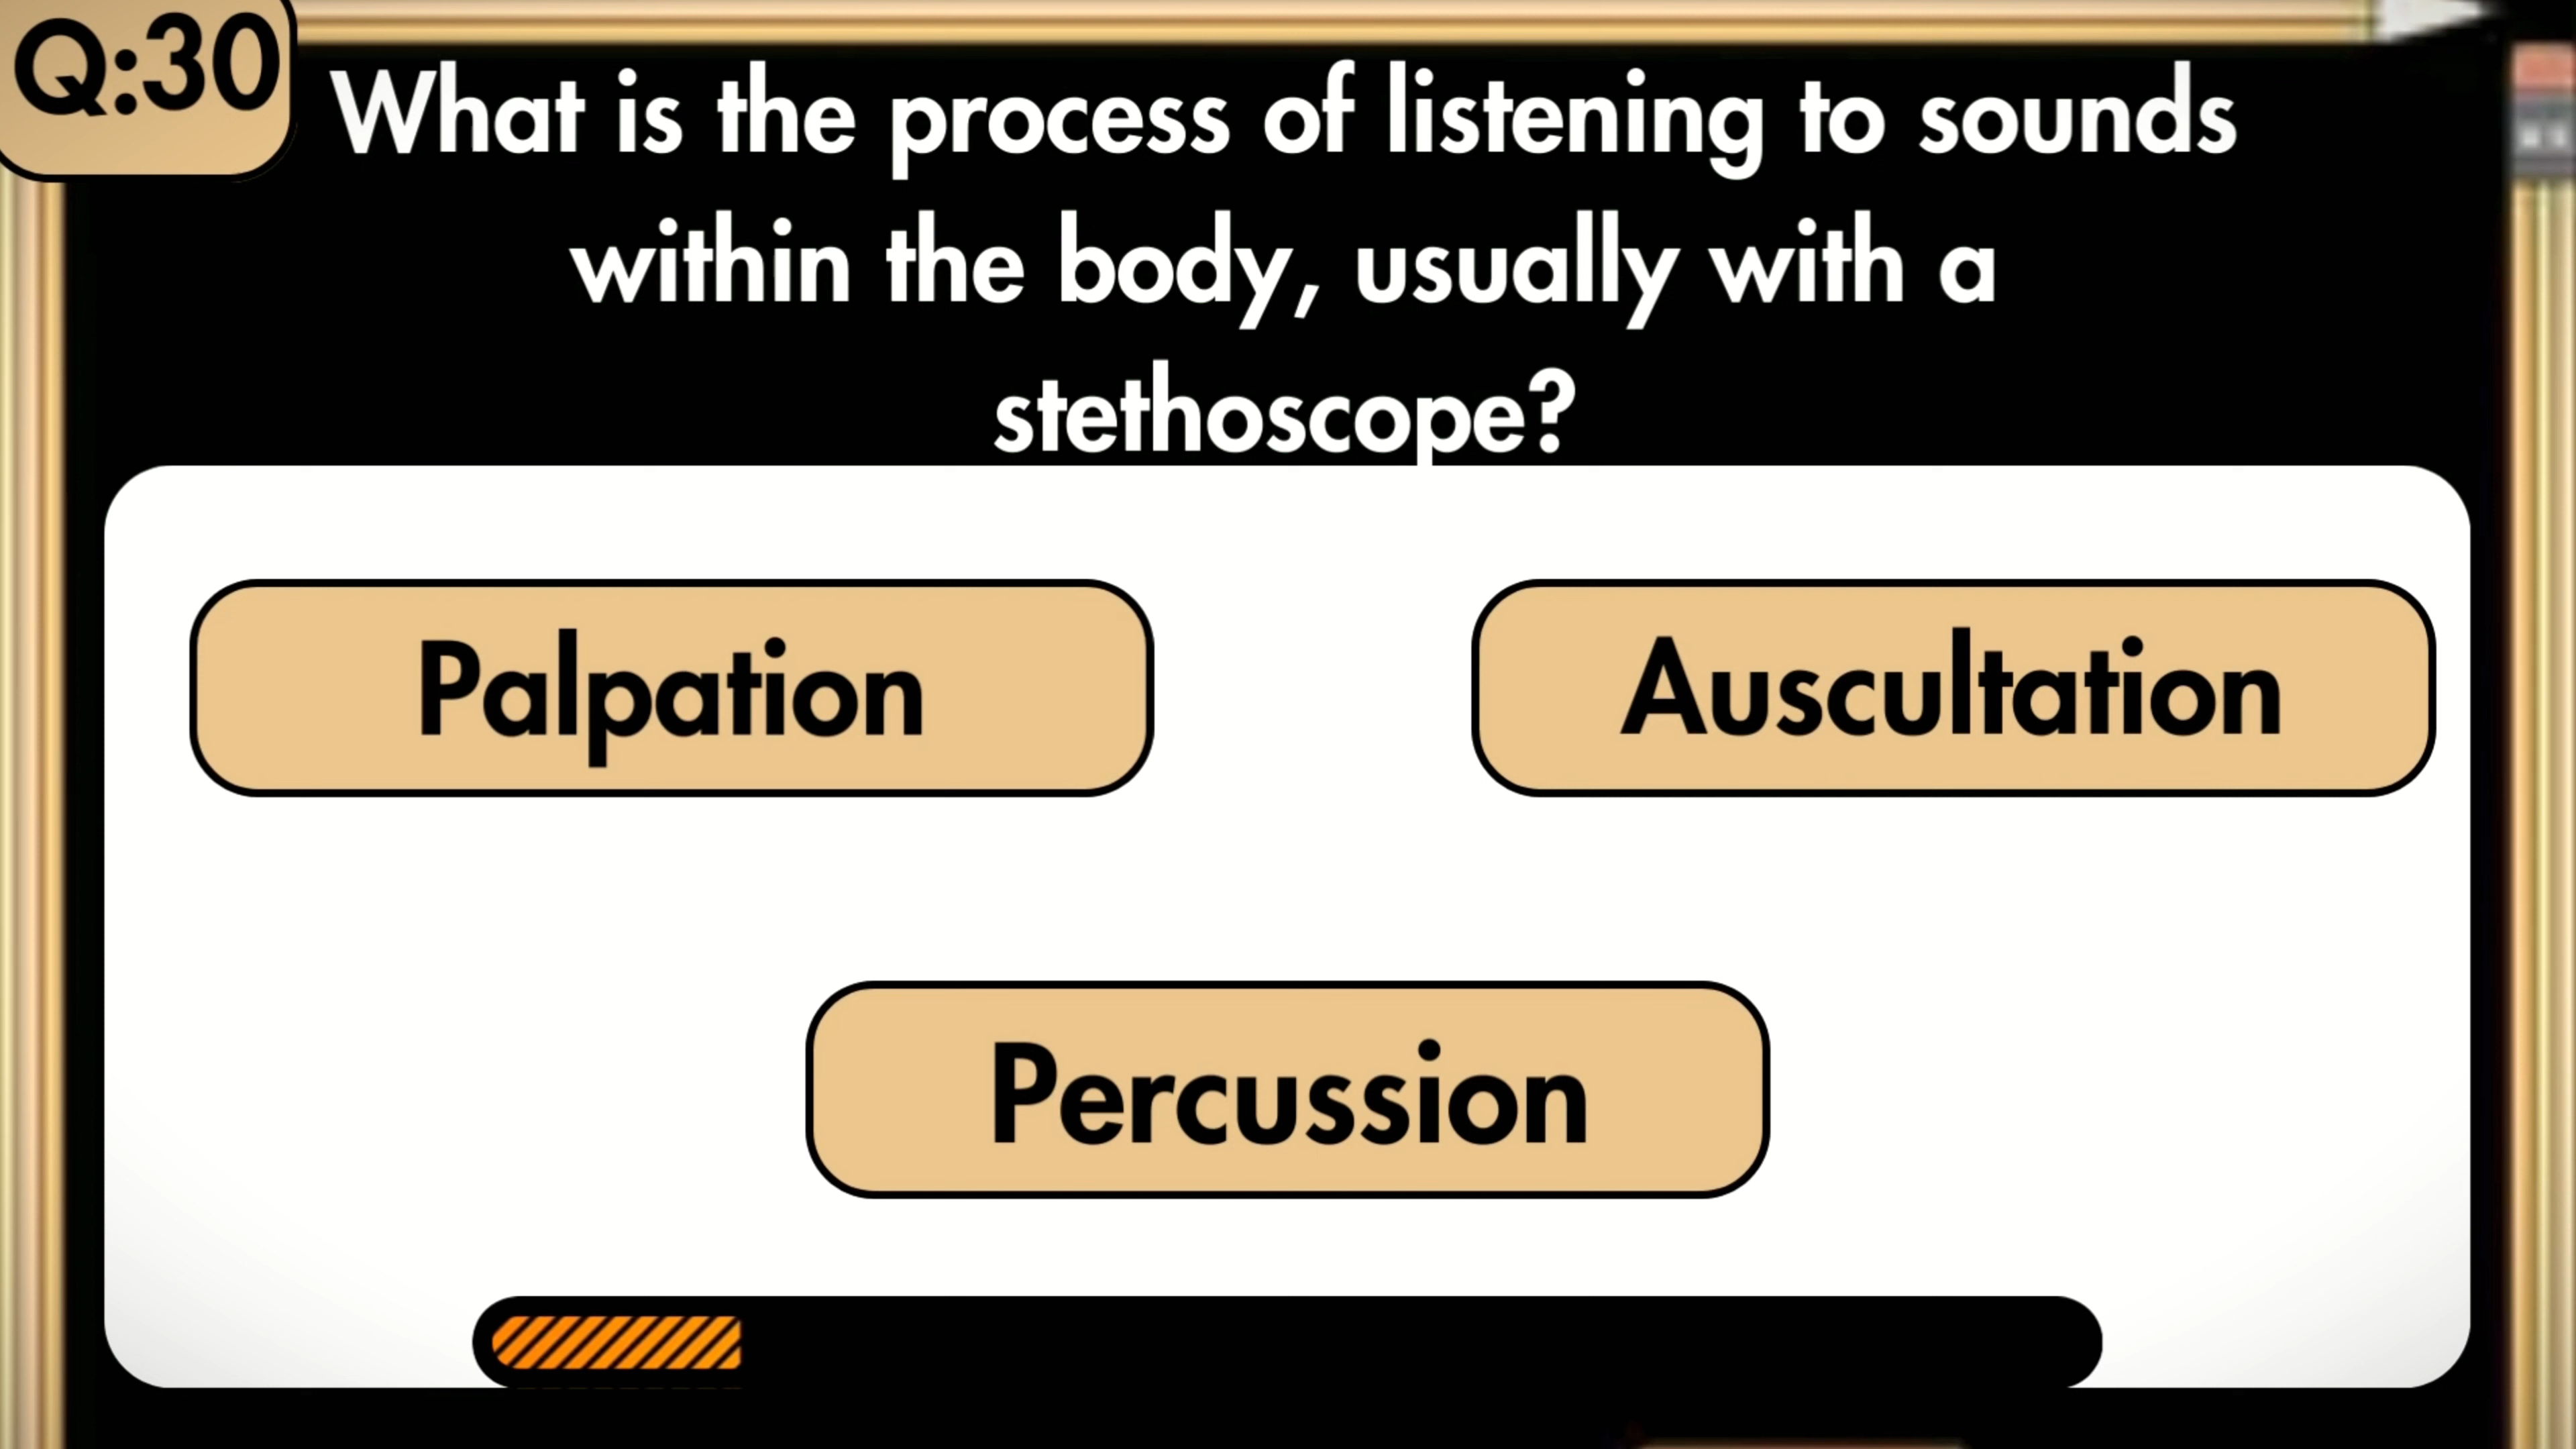 Q:30
What is the process of listening to sounds
within the body, usually with a
stethoscope?
Palpation
Auscultation
Percussion